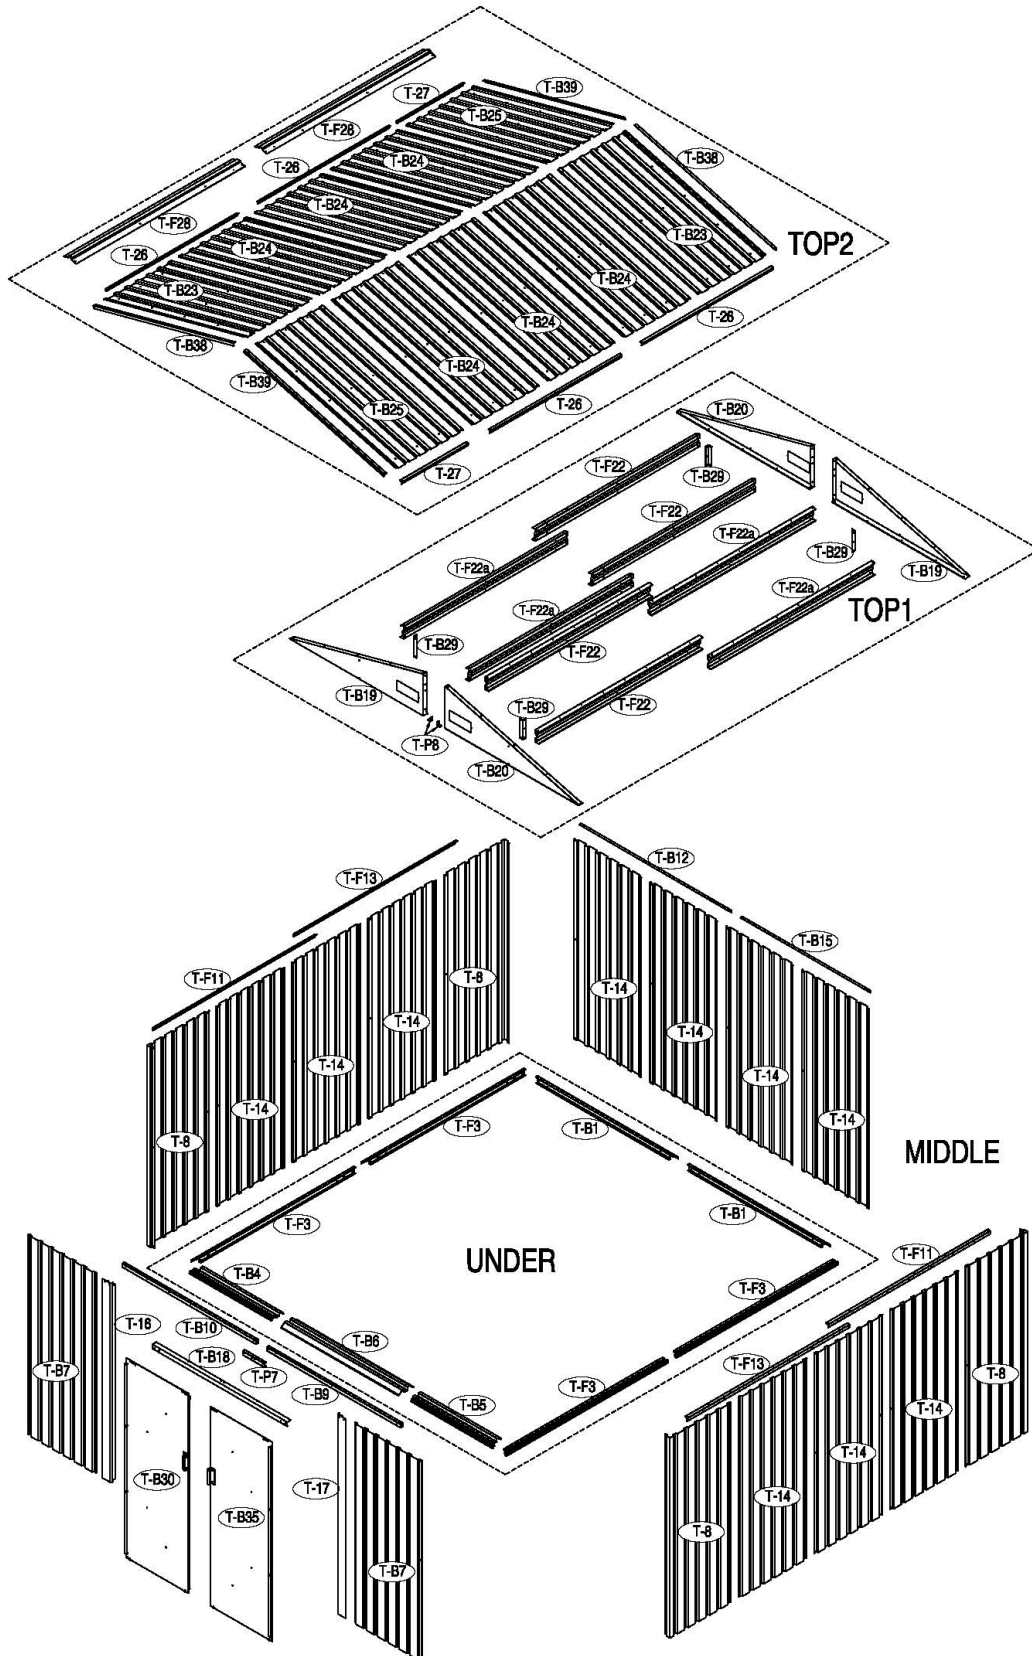 T-27
T-B39
T-F28
T-B25
T-26
T-B24
T-B38
T-B24
T-F28
T-B24
T-B23
T-26
TOP2
T-B23
T-B24
T-26
T-B38
T-B24
T-B39
T-B24
T-26
T-B25
T-27
T-B20
T-F22
T-B29
T-F22
T-F22a
T-B29
T-F22a
T-B19
T-F22a
T-F22a
TOP1
T-B29
T-F22
T-B19
T-B29
T-F22
T-P8
T-B20
T-B12
T-F13
T-B15
T-8
T-F11
T-14
T-14
T-14
T-14
T-14
T-14
T-14
T-8
MIDDLE
T-F3
T-B1
T-B1
T-F3
T-F11
UNDER
T-B4
T-F3
T-16
T-B10
T-B6
T-F13
T-B18
T-B7
T-P7
T-B9
T-F3
T-8
T-B5
T-14
T-14
T-B30
T-17
T-14
T-B35
T-8
T-B7